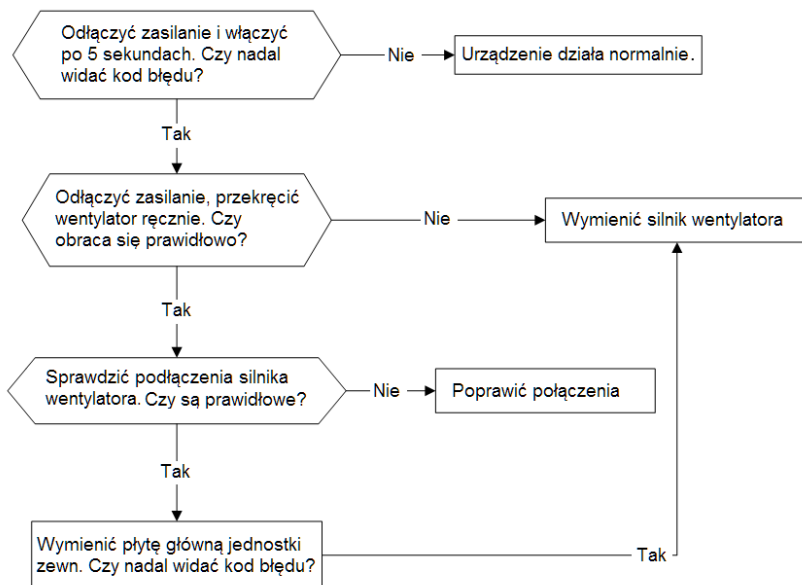 Odłączyć zasilanie i włączyć
po 5 sekundach. Czy nadal
widać kod błędu?
Nie
Urządzenie działa normalnie.
Tak
Odłączyć zasilanie, przekręcić
wentylator ręcznie. Czy
obraca się prawidłowo?
Nie
Wymienić silnik wentylatora
Tak
Sprawdzić podłączenia silnika
wentylatora. Czy są prawidłowe?
Nie
Poprawić połączenia
Tak
Wymienić płytę główną jednostki
zewn. Czy nadal widać kod błędu?
Tak